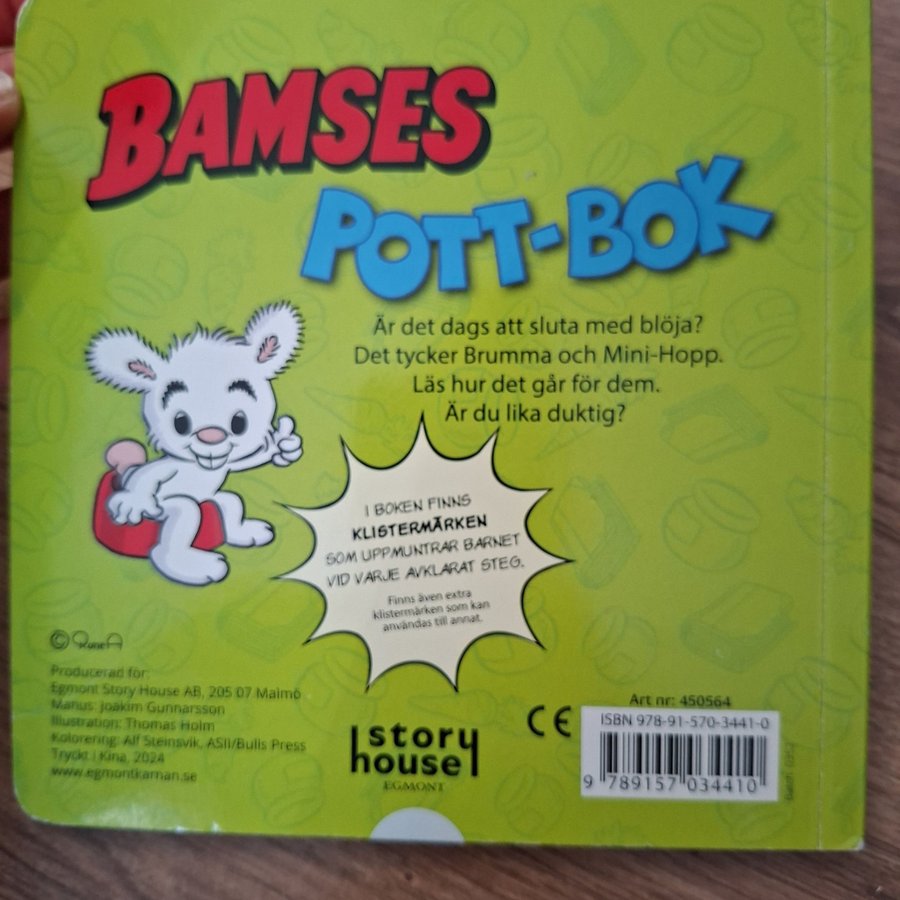 BAMSES
POTT-BOK
Är det dags att sluta med blöja?
Det tycker Brumma och Mini-Hopp.
Läs hur det går för dem.
Är du lika duktig?
I BOKEN FINNS
KLISTERMÄRKEN
SOM UPPMUNTRAR BARNET
VID VARJE AVKLARAT STEG.
Finns även extra
klistermärken som kan
användas till annat.
© Rune A
Producerad för:
Egmont Story House AB, 205 07 Malmö
Manus: Joakim Gunnarsson
Illustration: Thomas Holm
Kolorering: Alf Steinsvik, ASII/Bulls Press
Tryckt i Kina, 2024
www.egmontkarnan.se
story
house
EGMONT
CE
Art nr: 450564
ISBN 978-91-570-3441-0
9 789157 034410